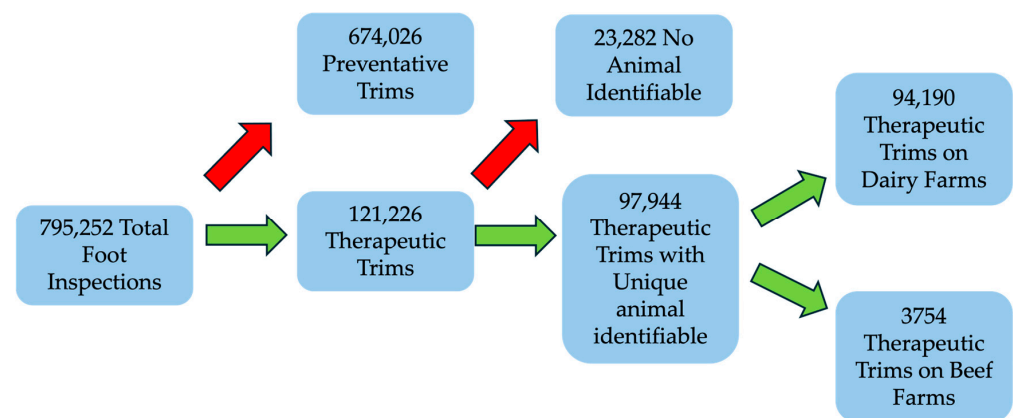 795,252 Total
Foot
Inspections
674,026
Preventative
Trims
121,226
Therapeutic
Trims
23,282 No
Animal
Identifiable
97,944
Therapeutic
Trims with
Unique
animal
identifiable
94,190
Therapeutic
Trims on
Dairy Farms
3754
Therapeutic
Trims on Beef
Farms